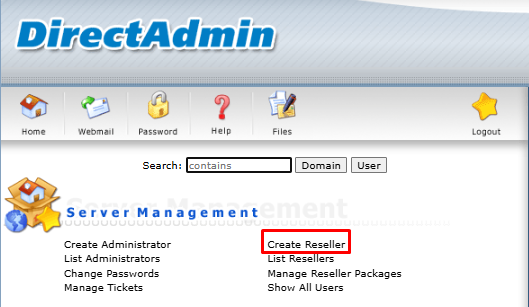 DirectAdmin
Home Webmail Password Help Files Logout
Search: contains Domain User
Server Management
Create Administrator Create Reseller
List Administrators List Resellers
Change Passwords Manage Reseller Packages
Manage Tickets Show All Users